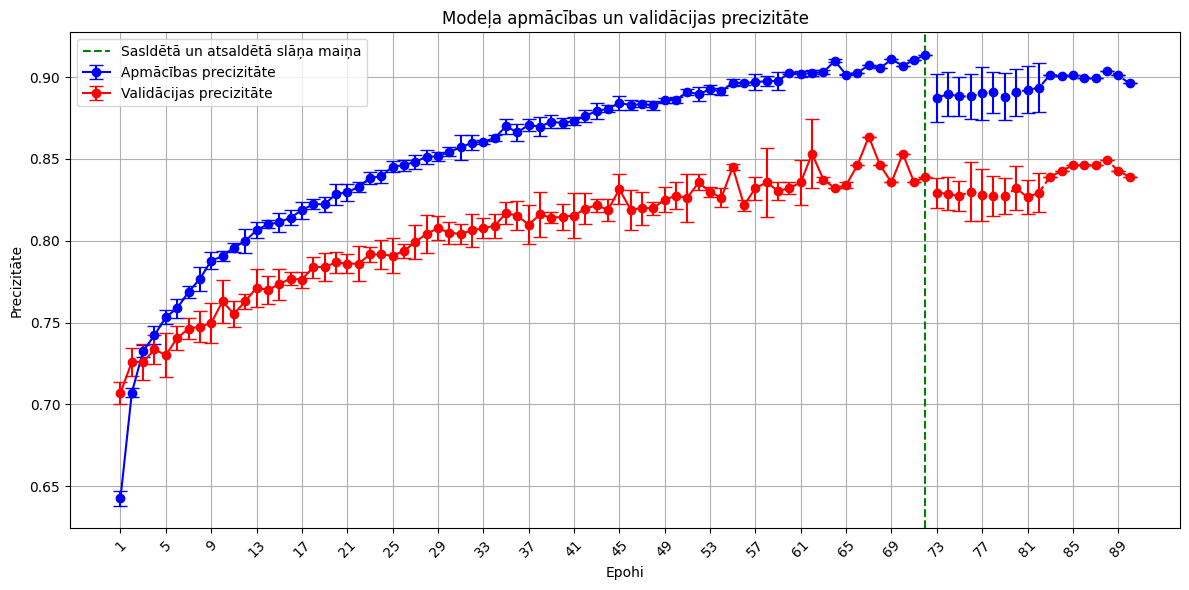 Modeļa apmācības un validācijas precizitāte
Sasldētā un atsaldētā slāņa maiņa
Apmācības precizitāte
Validācijas precizitāte
Precizitāte
0.90
0.85
0.80
0.75
0.70
0.65
1 5 9 13 17 21 25 29 33 37 41 45 49 53 57 61 65 69 73 77 81 85 89
Epohi